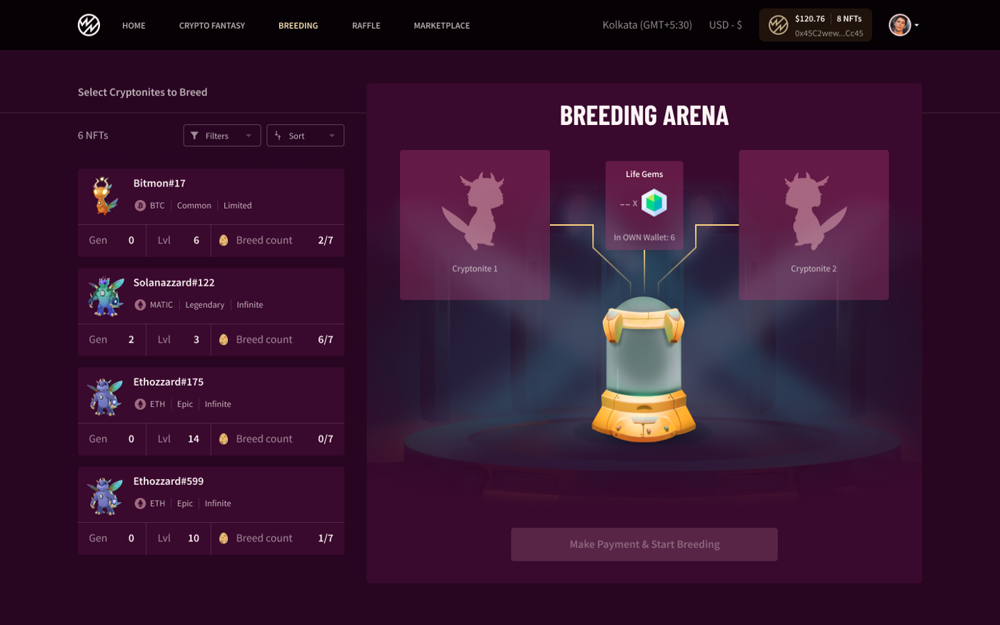 HOME CRYPTO FANTASY BREEDING RAFFLE MARKETPLACE Kolkata (GMT+5:30) USD - $ $120.76 8 NFTs
0x45C2wew...Cc45
Select Cryptonites to Breed
6 NFTs Filters Sort
Bitmon#17
BTC Common Limited
Gen 0 Lvl 6 Breed count 2/7
Solanazzard#122
MATIC Legendary Infinite
Gen 2 Lvl 3 Breed count 6/7
Ethozzard#175
ETH Epic Infinite
Gen 0 Lvl 14 Breed count 0/7
Ethozzard#599
ETH Epic Infinite
Gen 0 Lvl 10 Breed count 1/7
BREEDING ARENA
Cryptonite 1
Life Gems
-- X
In OWN Wallet: 6
Cryptonite 2
Make Payment & Start Breeding